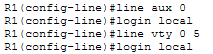 R1(config-line)#line aux 0
R1(config-line)#login local
R1(config-line)#line vty 0 5
R1(config-line)#login local